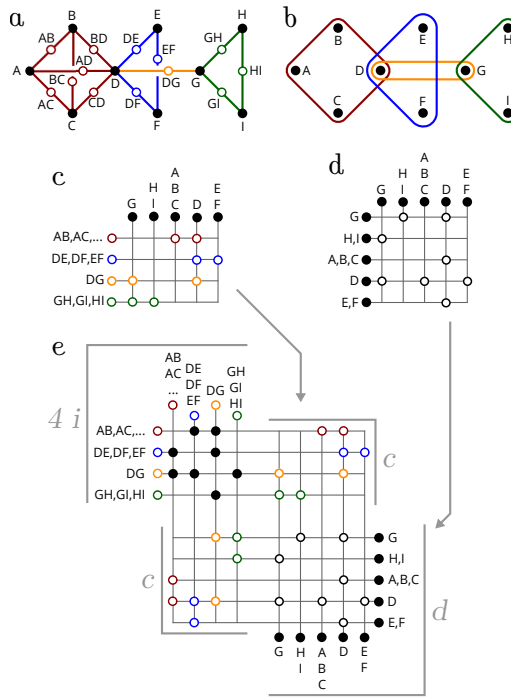 a
B
E
H
AB
BD
DE
EF
GH
A
AD
D
DG
G
HI
BC
AC
CD
DF
GI
C
F
I
b
B
E
H
A
D
G
C
F
I
c
H
A
B
E
G
I
C
D
F
AB,AC,...
DE,DF,EF
DG
GH,GI,HI
d
A
H
B
E
G
I
C
D
F
G
H,I
A,B,C
D
E,F
e
AB
AC
...
DE
DF
EF
DG
GH
GI
HI
4 i
AB,AC,...
DE,DF,EF
DG
GH,GI,HI
c
G
H,I
A,B,C
D
E,F
c
d
G
H
I
A
B
C
D
E
F